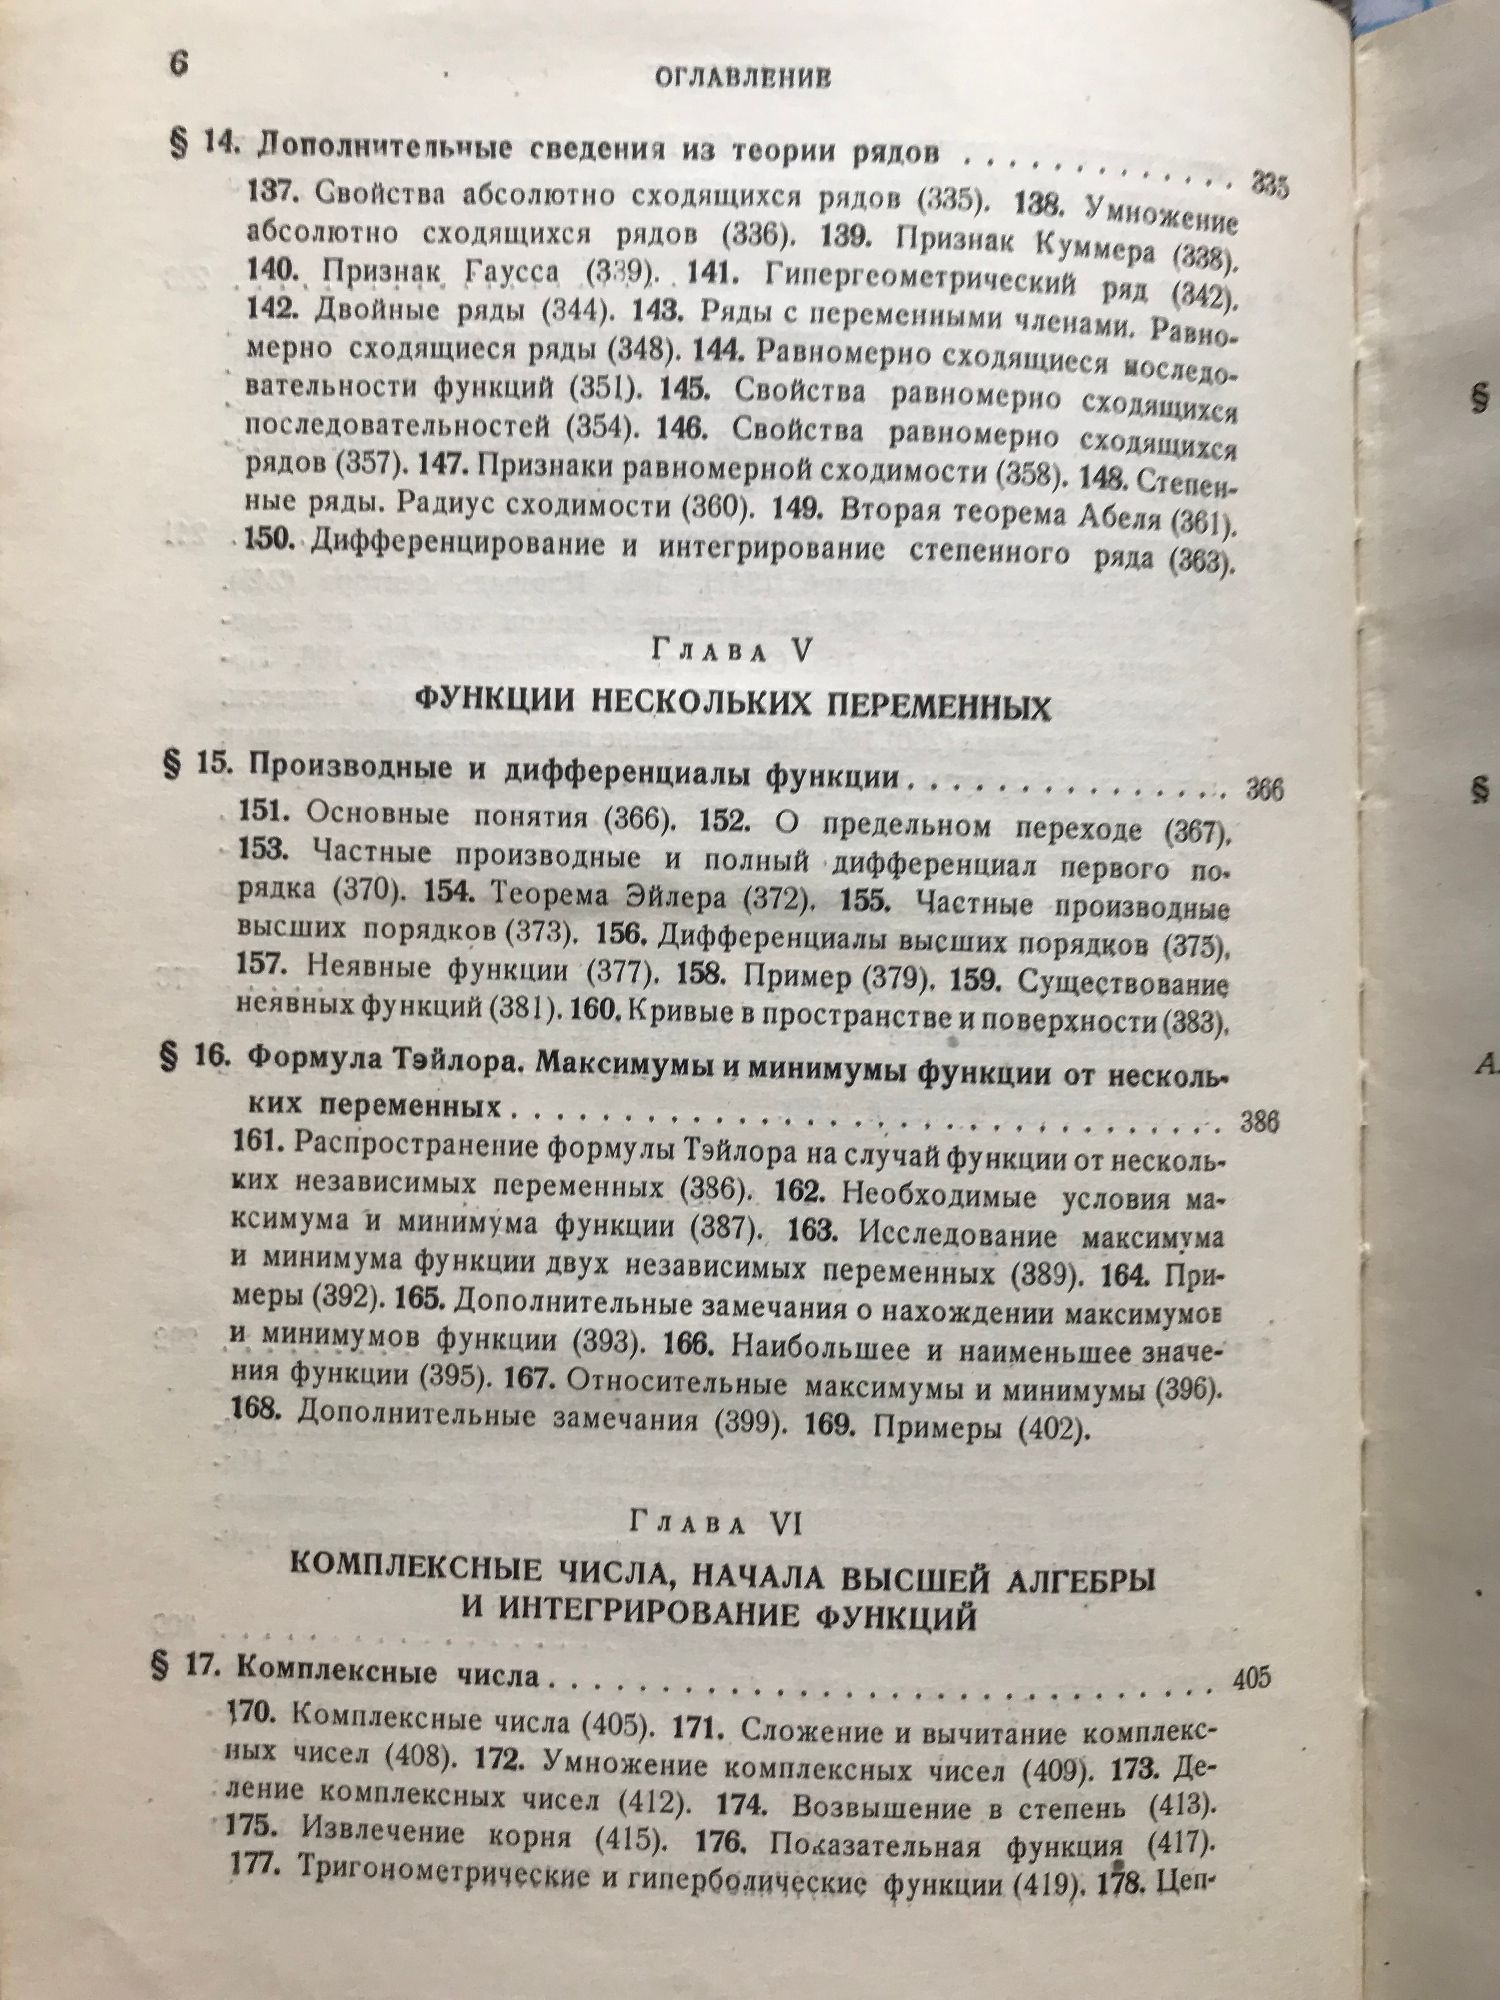 6
ОГЛАВЛЕНИЕ
§ 14. Дополнительные сведения из теории рядов . . . . . . . . . . . . 335
137. Свойства абсолютно сходящихся рядов (335). 138. Умножение
абсолютно сходящихся рядов (336). 139. Признак Куммера (338).
140. Признак Гаусса (339). 141. Гипергеометрический ряд (342).
142. Двойные ряды (344). 143. Ряды с переменными членами. Равно-
мерно сходящиеся ряды (348). 144. Равномерно сходящиеся последо-
вательности функций (351). 145. Свойства равномерно сходящихся
последовательностей (354). 146. Свойства равномерно сходящихся
рядов (357). 147. Признаки равномерной сходимости (358). 148. Степен-
ные ряды. Радиус сходимости (360). 149. Вторая теорема Абеля (361).
150. Дифференцирование и интегрирование степенного ряда (363).
Глава V
ФУНКЦИИ НЕСКОЛЬКИХ ПЕРЕМЕННЫХ
§ 15. Производные и дифференциалы функции . . . . . . . . . . . . . . . 366
151. Основные понятия (366). 152. О предельном переходе (367).
153. Частные производные и полный дифференциал первого по-
рядка (370). 154. Теорема Эйлера (372). 155. Частные производные
высших порядков (373). 156. Дифференциалы высших порядков (375).
157. Неявные функции (377). 158. Пример (379). 159. Существование
неявных функций (381). 160. Кривые в пространстве и поверхности (383).
§ 16. Формула Тэйлора. Максимумы и минимумы функции от несколь-
ких переменных . . . . . . . . . . . . . . . . . . . . . . . . . . . . . . . 386
161. Распространение формулы Тэйлора на случай функции от несколь-
ких независимых переменных (386). 162. Необходимые условия ма-
ксимума и минимума функции (387). 163. Исследование максимума
и минимума функции двух независимых переменных (389). 164. При-
меры (392). 165. Дополнительные замечания о нахождении максимумов
и минимумов функции (393). 166. Наибольшее и наименьшее значе-
ния функции (395). 167. Относительные максимумы и минимумы (396).
168. Дополнительные замечания (399). 169. Примеры (402).
Глава VI
КОМПЛЕКСНЫЕ ЧИСЛА, НАЧАЛА ВЫСШЕЙ АЛГЕБРЫ
И ИНТЕГРИРОВАНИЕ ФУНКЦИЙ
§ 17. Комплексные числа . . . . . . . . . . . . . . . . . . . . . . . . . . . . . 405
170. Комплексные числа (405). 171. Сложение и вычитание комплекс-
ных чисел (408). 172. Умножение комплексных чисел (409). 173. Де-
ление комплексных чисел (412). 174. Возвышение в степень (413).
175. Извлечение корня (415). 176. Показательная функция (417).
177. Тригонометрические и гиперболические функции (419). 178. Цеп-
§
§